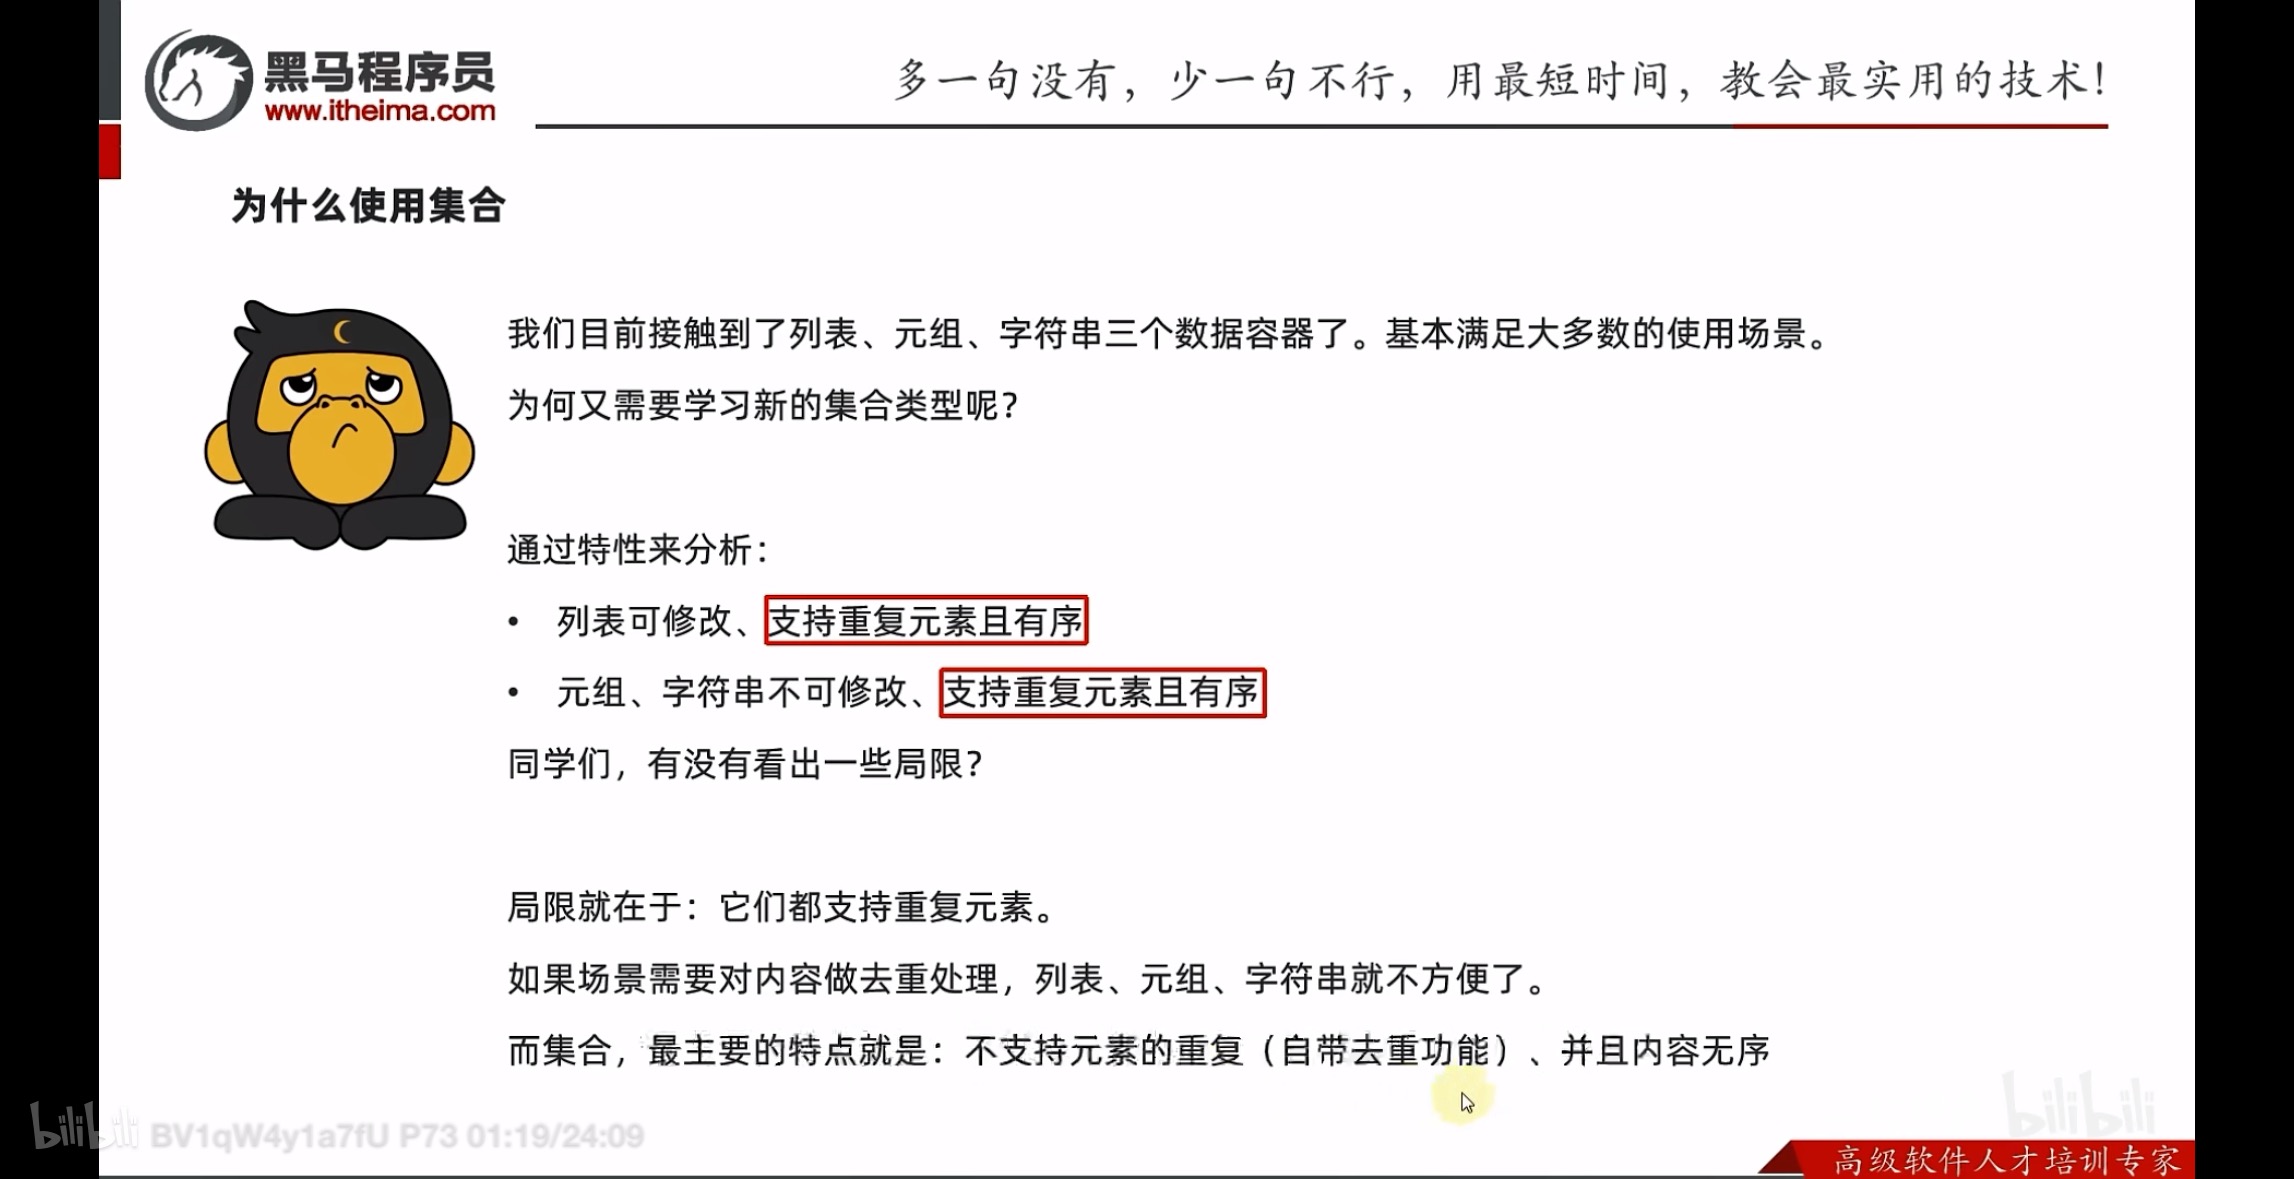 黑马程序员
www.itheima.com
多一句没有，少一句不行，用最短时间，教会最实用的技术！
为什么使用集合
我们目前接触到了列表、元组、字符串三个数据容器了。基本满足大多数的使用场景。
为何又需要学习新的集合类型呢？
通过特性来分析：
• 列表可修改、支持重复元素且有序
• 元组、字符串不可修改、支持重复元素且有序
同学们，有没有看出一些局限？
局限就在于：它们都支持重复元素。
如果场景需要对内容做去重处理，列表、元组、字符串就不方便了。
而集合，最主要的特点就是：不支持元素的重复（自带去重功能）、并且内容无序
bilibili BV1qW4y1a7fU P73 01:19/24:09
bilibili
高级软件人才培训专家